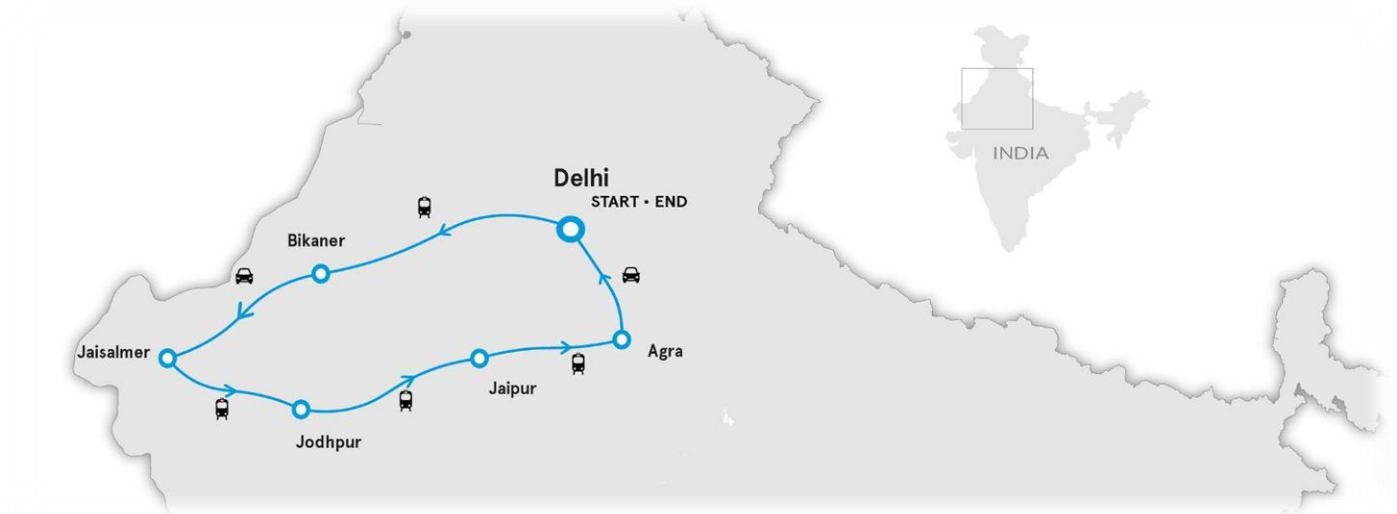 Delhi
START • END
INDIA
Bikaner
Jaisalmer
Agra
Jaipur
Jodhpur